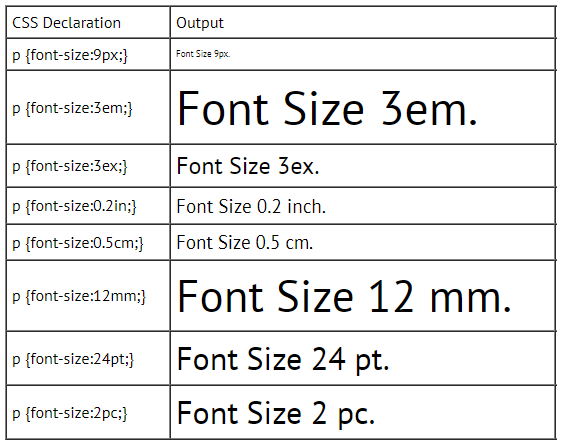 CSS Declaration Output
p {font-size:9px;} Font Size 9px.
p {font-size:3em;} Font Size 3em.
p {font-size:3ex;} Font Size 3ex.
p {font-size:0.2in;} Font Size 0.2 inch.
p {font-size:0.5cm;} Font Size 0.5 cm.
p {font-size:12mm;} Font Size 12 mm.
p {font-size:24pt;} Font Size 24 pt.
p {font-size:2pc;} Font Size 2 pc.